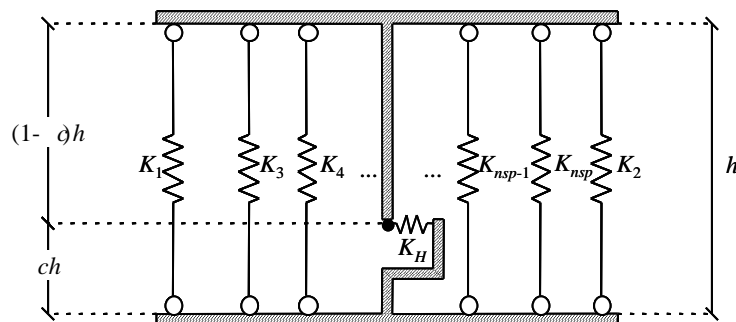 (1- c)h
K1
K3
K4
...
...
Knsp-1
Knsp
K2
h
KH
ch